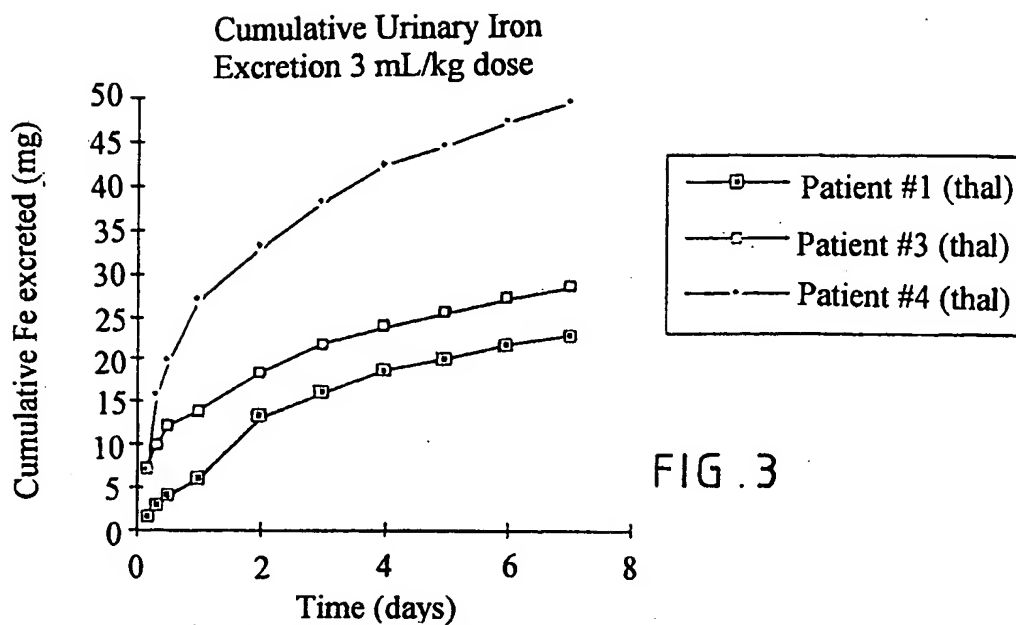 Cumulative Urinary Iron
Excretion 3 mL/kg dose
Cumulative Fe excreted (mg)
50
45
40
35
30
25
20
15
10
5
0
0 2 4 6 8
Time (days)
Patient #1 (thal)
Patient #3 (thal)
Patient #4 (thal)
FIG.3